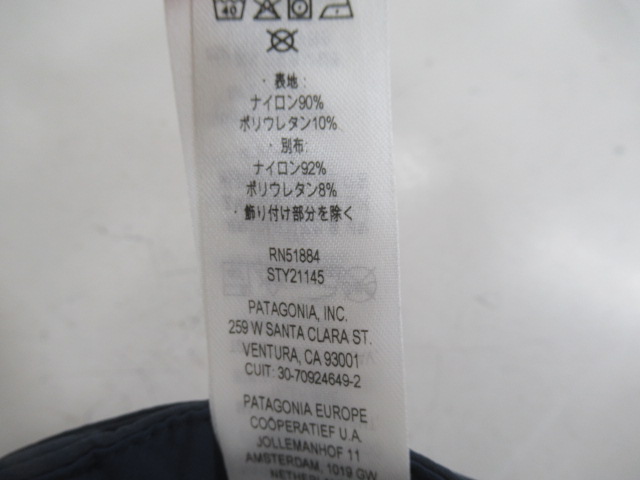 40
・表地:
ナイロン90%
ポリウレタン10%
・別布:
ナイロン92%
ポリウレタン8%
・飾り付け部分を除く
RN51884
STY21145
PATAGONIA, INC.
259 W SANTA CLARA ST.
VENTURA, CA 93001
CUIT: 30-70924649-2
PATAGONIA EUROPE
COÖPERATIEF U.A.
JOLLEMANHOF 11
AMSTERDAM, 1019 GW